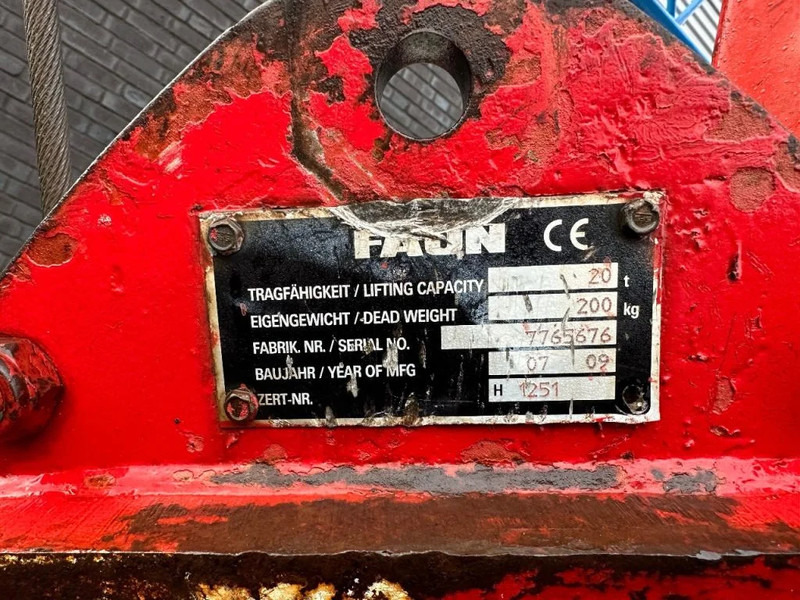 FAUN CE
TRAGFÄHIGKEIT / LIFTING CAPACITY 20 t
EIGENGEWICHT / DEAD WEIGHT 200 kg
FABRIK. NR. / SERIAL NO. 7765676
BAUJAHR / YEAR OF MFG 07 09
ZERT-NR. H 1251